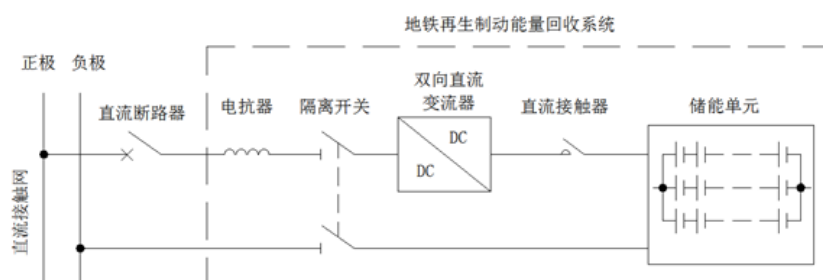 地铁再生制动能量回收系统
正极
负极
直流断路器
电抗器
隔离开关
双向直流
变流器
直流接触器
储能单元
DC
DC
直流接触网